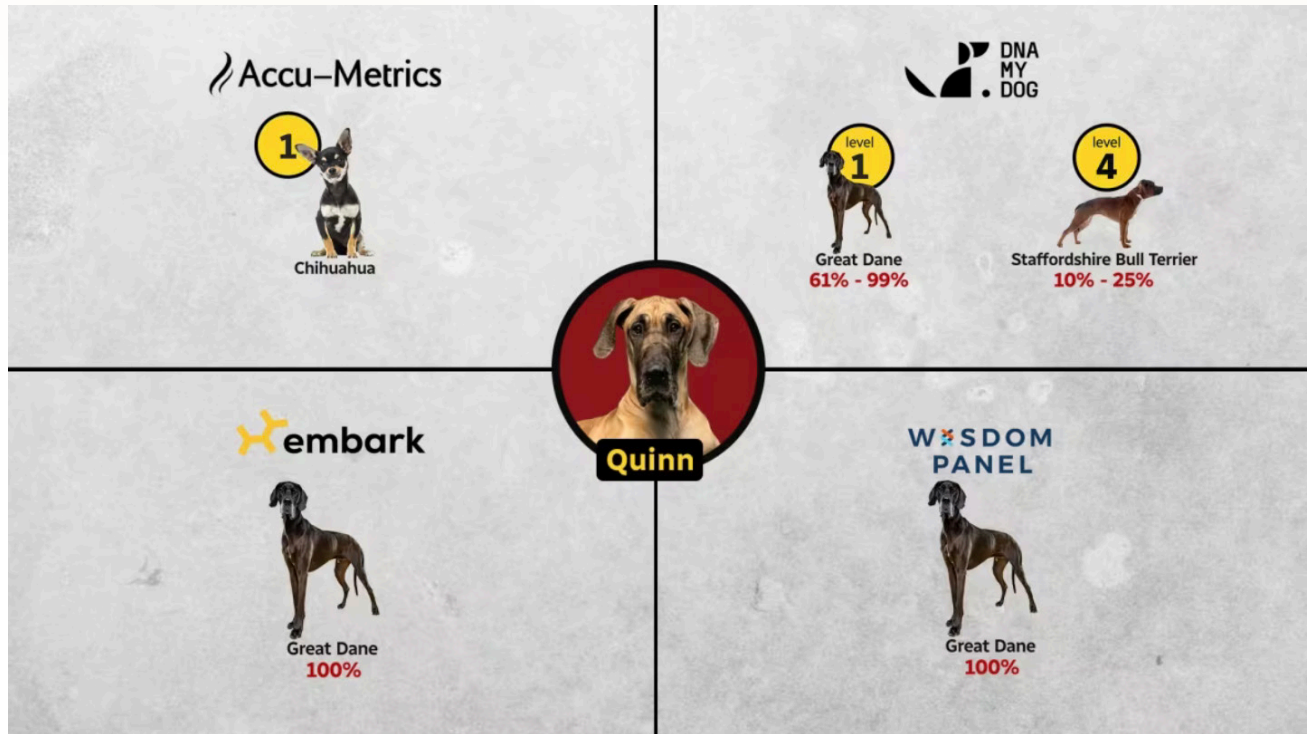 Accu-Metrics
1
Chihuahua
DNA
MY
DOG
level
1
Great Dane
61% - 99%
level
4
Staffordshire Bull Terrier
10% - 25%
Quinn
embark
Great Dane
100%
WISDOM
PANEL
Great Dane
100%